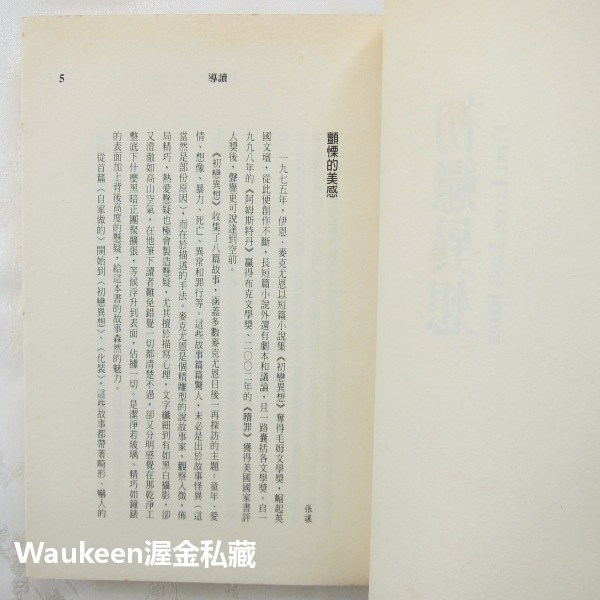 5
導讀
顫慄的美感
張讓
一九七五年，伊恩．麥克尤恩以短篇小說集《初戀異想》奪得毛姆文學獎，崛起英
國文壇，從此便創作不斷，長短篇小說外還有劇本和議論，且一路囊括各文學獎。自一
九九八年的《阿姆斯特丹》贏得布克文學獎、二〇〇二年的《贖罪》獲得美國國家書評
人獎後，聲譽更可說達到空前。
《初戀異想》收集了八篇故事，涵蓋多數麥克尤恩日後一再探訪的主題：童年、愛
情、想像、暴力、死亡、異常和罪行等。這些故事篇篇驚人，未必是出於故事怪異（這
當然是部份原因），而在於描述的手法。麥克尤恩是個精雕型的說故事家，觀察入微，佈
局精巧，熱愛懸疑也極會製造懸疑，尤其擅於描寫心理，文字纖細到有如黑白攝影，卻
又澄澈如高山空氣，在他筆下讀者難免錯覺一切都清楚不過，卻又分明感覺在那乾淨工
整底下什麼黑暗正團聚擴張，等候浮升到表面，佔據一切。是潔淨若玻璃、精巧如鐘錶
的表面加上背後高度的懸疑，給這本書的故事森然的魅力。
從首篇〈自家做的〉開始到〈初戀異想〉、〈化裝〉，這些故事都帶著畸形、嚇人的
Waukeen渥金私藏